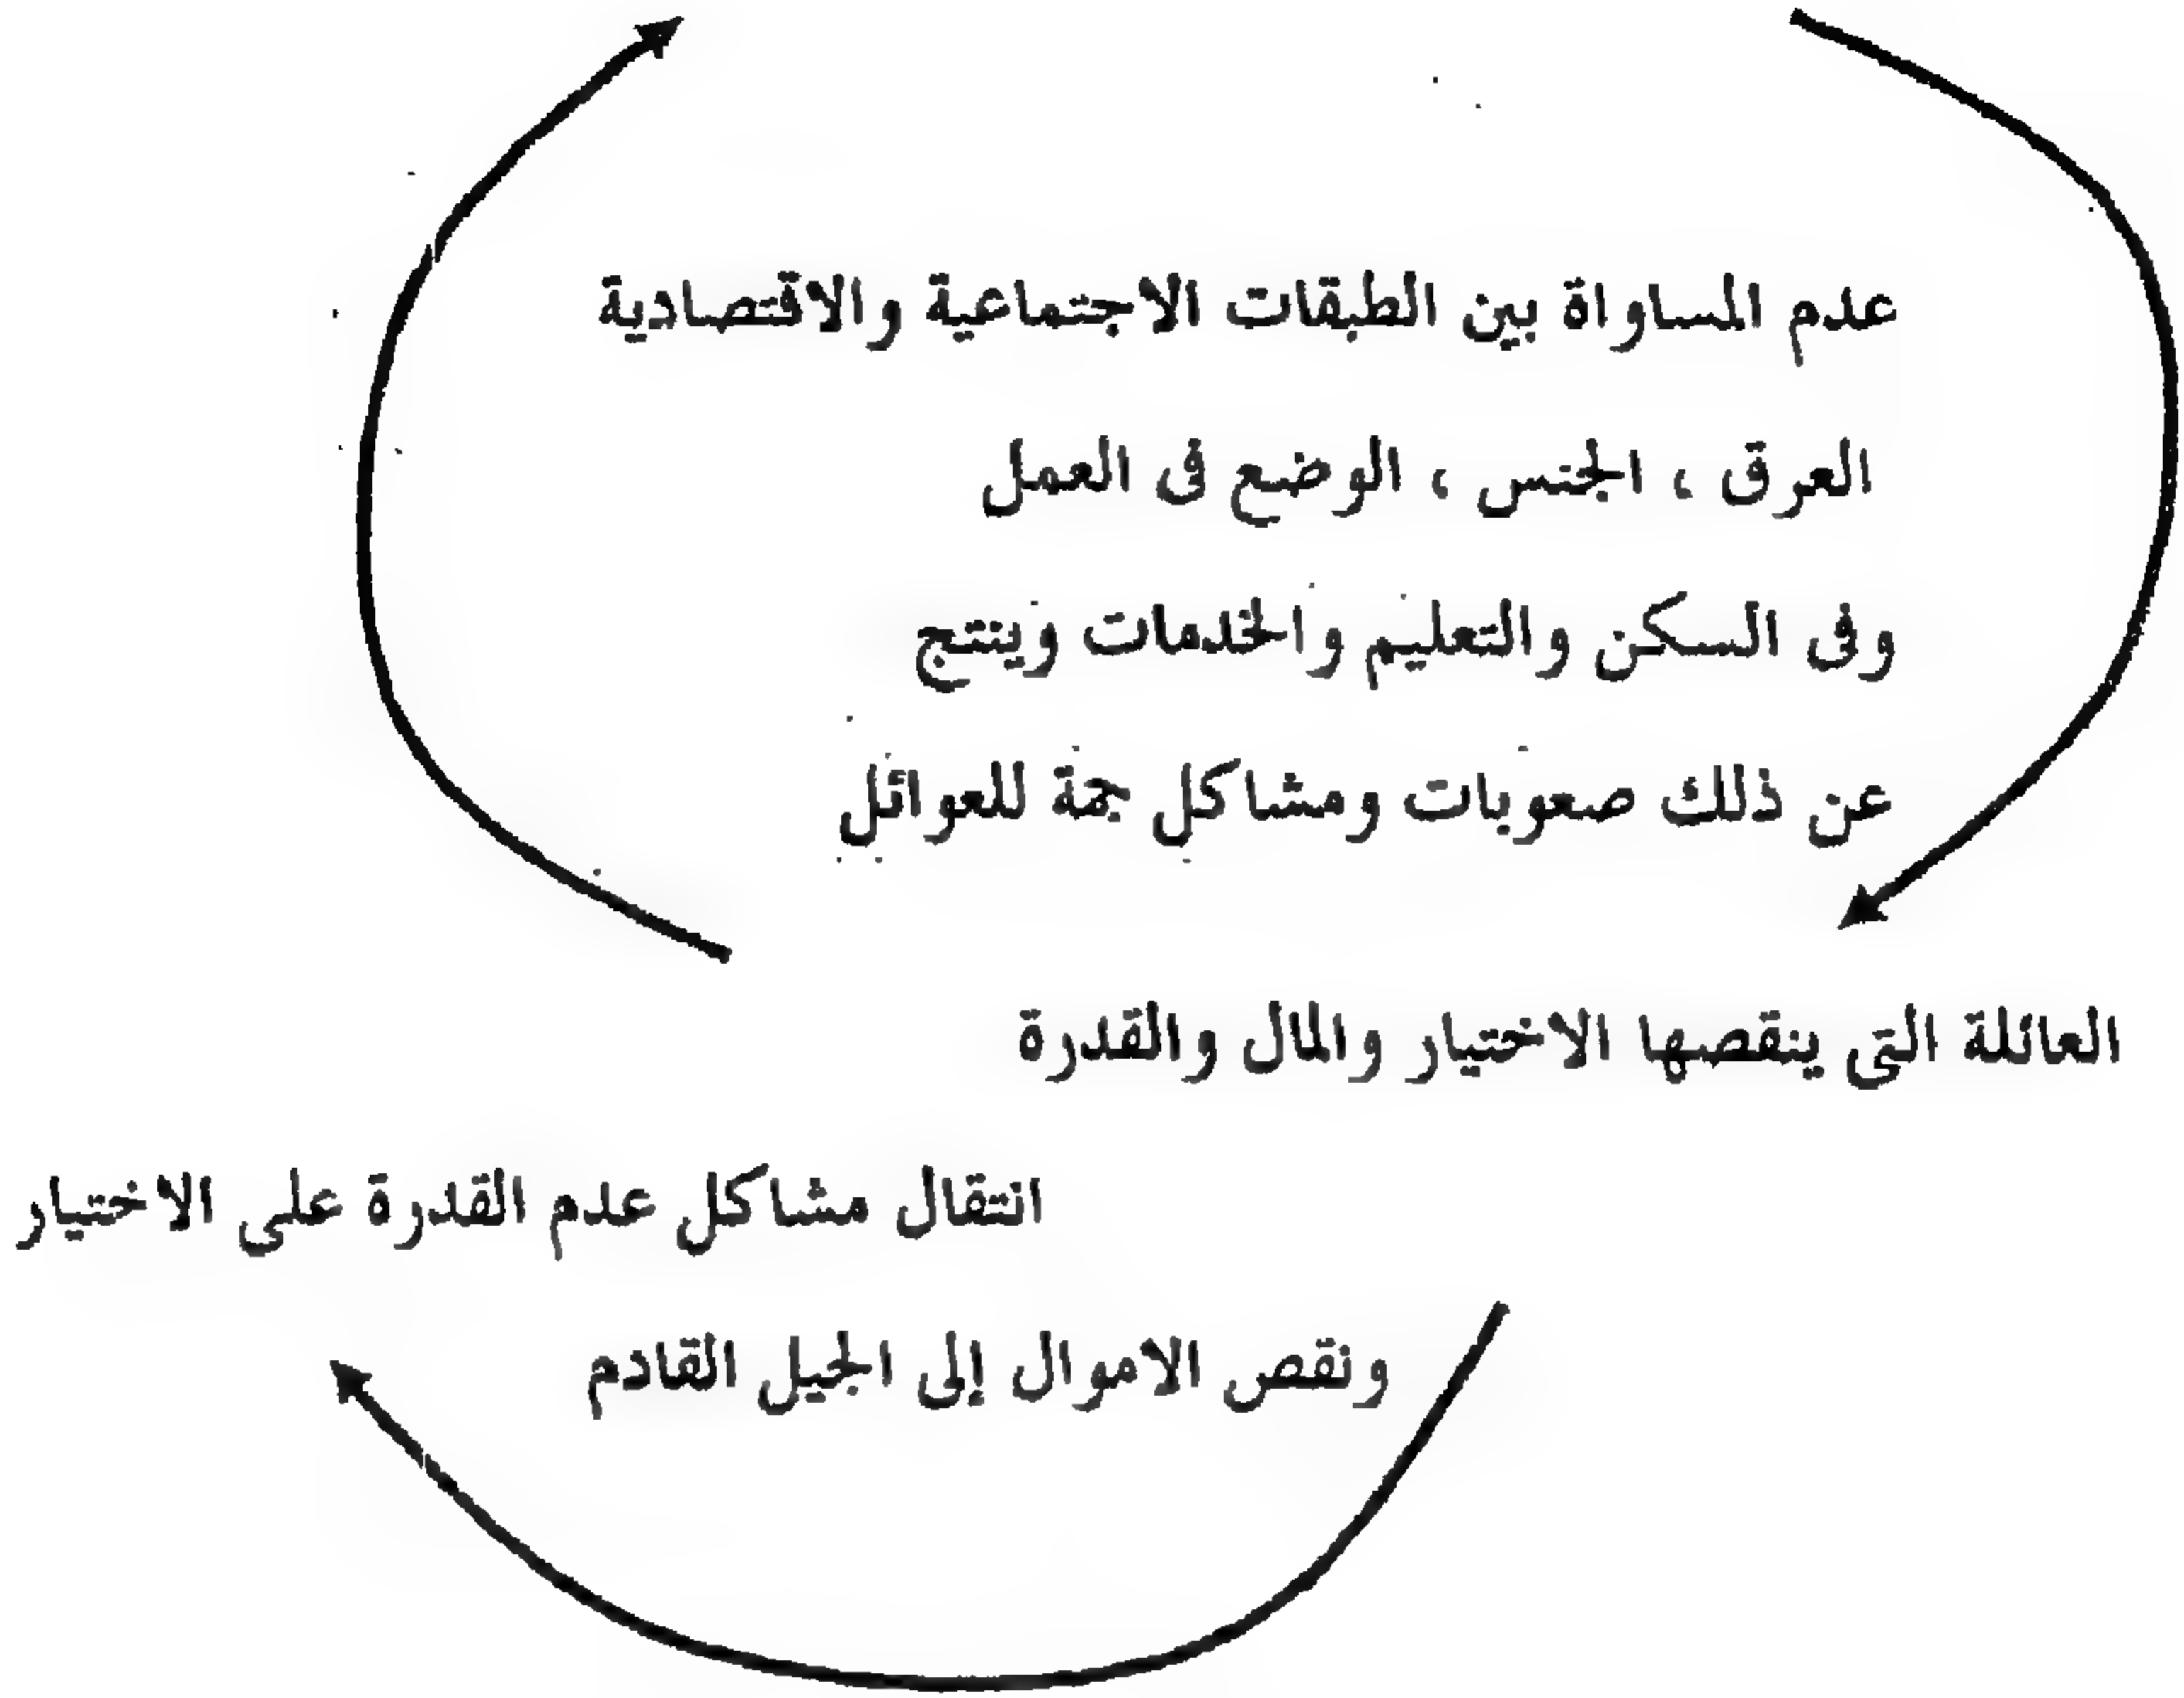 عدم المساواة بين الطبقات الاجتماعية والاقتصادية
العرق ، الجنس ، الوضع فى العمل
وفى السكن والتعليم والخدمات وينتج
عن ذلك صعوبات ومشاكل جمة للعوائل
العائلة التى ينقصها الاختيار والمال والقدرة
انتقال مشاكل عدم القدرة على الاختيار
ونقص الاموال إلى الجيل القادم